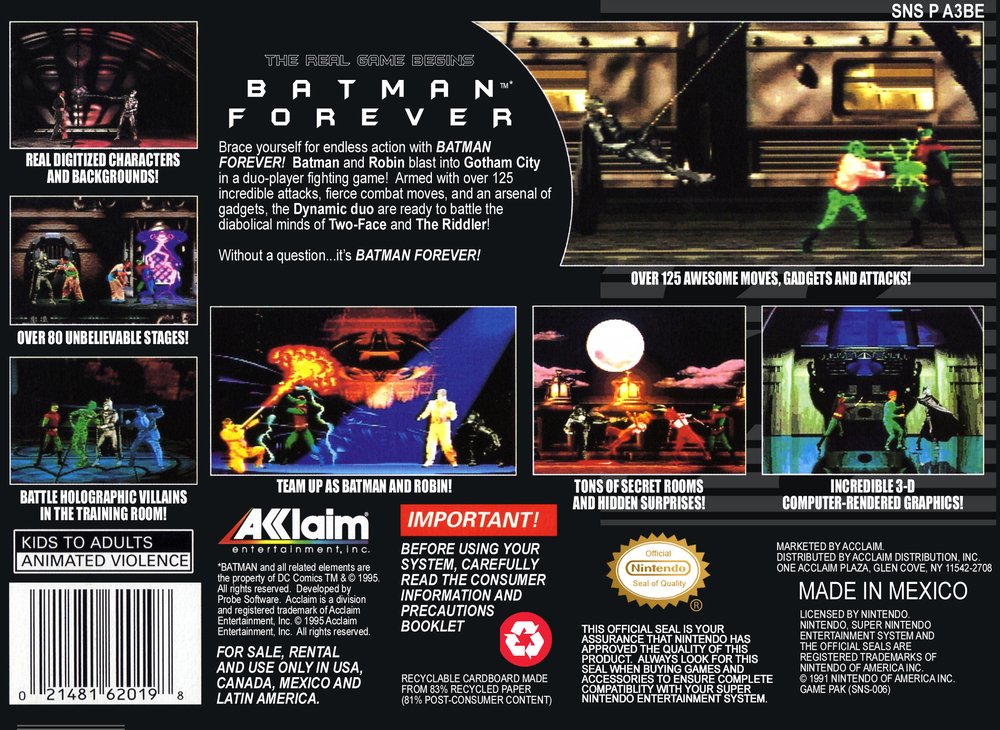 SNS P A3BE
THE REAL GAME BEGINS
BATMAN™*
FOREVER
Brace yourself for endless action with BATMAN
FOREVER! Batman and Robin blast into Gotham City
in a duo-player fighting game! Armed with over 125
incredible attacks, fierce combat moves, and an arsenal of
gadgets, the Dynamic duo are ready to battle the
diabolical minds of Two-Face and The Riddler!
Without a question...it's BATMAN FOREVER!
REAL DIGITIZED CHARACTERS
AND BACKGROUNDS!
OVER 125 AWESOME MOVES, GADGETS AND ATTACKS!
OVER 80 UNBELIEVABLE STAGES!
BATTLE HOLOGRAPHIC VILLAINS
IN THE TRAINING ROOM!
TEAM UP AS BATMAN AND ROBIN!
TONS OF SECRET ROOMS
AND HIDDEN SURPRISES!
INCREDIBLE 3-D
COMPUTER-RENDERED GRAPHICS!
KIDS TO ADULTS
ANIMATED VIOLENCE
0 21481 62019 8
AKKlaim
entertainment, inc.
*BATMAN and all related elements are
the property of DC Comics TM & © 1995.
All rights reserved. Developed by
Probe Software. Acclaim is a division
and registered trademark of Acclaim
Entertainment, Inc. © 1995 Acclaim
Entertainment, Inc. All rights reserved.
FOR SALE, RENTAL
AND USE ONLY IN USA,
CANADA, MEXICO AND
LATIN AMERICA.
IMPORTANT!
BEFORE USING YOUR
SYSTEM, CAREFULLY
READ THE CONSUMER
INFORMATION AND
PRECAUTIONS
BOOKLET
RECYCLABLE CARDBOARD MADE
FROM 83% RECYCLED PAPER
(81% POST-CONSUMER CONTENT)
Official
Nintendo
Seal of Quality
®
THIS OFFICIAL SEAL IS YOUR
ASSURANCE THAT NINTENDO HAS
APPROVED THE QUALITY OF THIS
PRODUCT. ALWAYS LOOK FOR THIS
SEAL WHEN BUYING GAMES AND
ACCESSORIES TO ENSURE COMPLETE
COMPATIBLITY WITH YOUR SUPER
NINTENDO ENTERTAINMENT SYSTEM.
MARKETED BY ACCLAIM.
DISTRIBUTED BY ACCLAIM DISTRIBUTION, INC.
ONE ACCLAIM PLAZA, GLEN COVE, NY 11542-2708
MADE IN MEXICO
LICENSED BY NINTENDO.
NINTENDO, SUPER NINTENDO
ENTERTAINMENT SYSTEM AND
THE OFFICIAL SEALS ARE
REGISTERED TRADEMARKS OF
NINTENDO OF AMERICA INC.
© 1991 NINTENDO OF AMERICA INC.
GAME PAK (SNS-006)